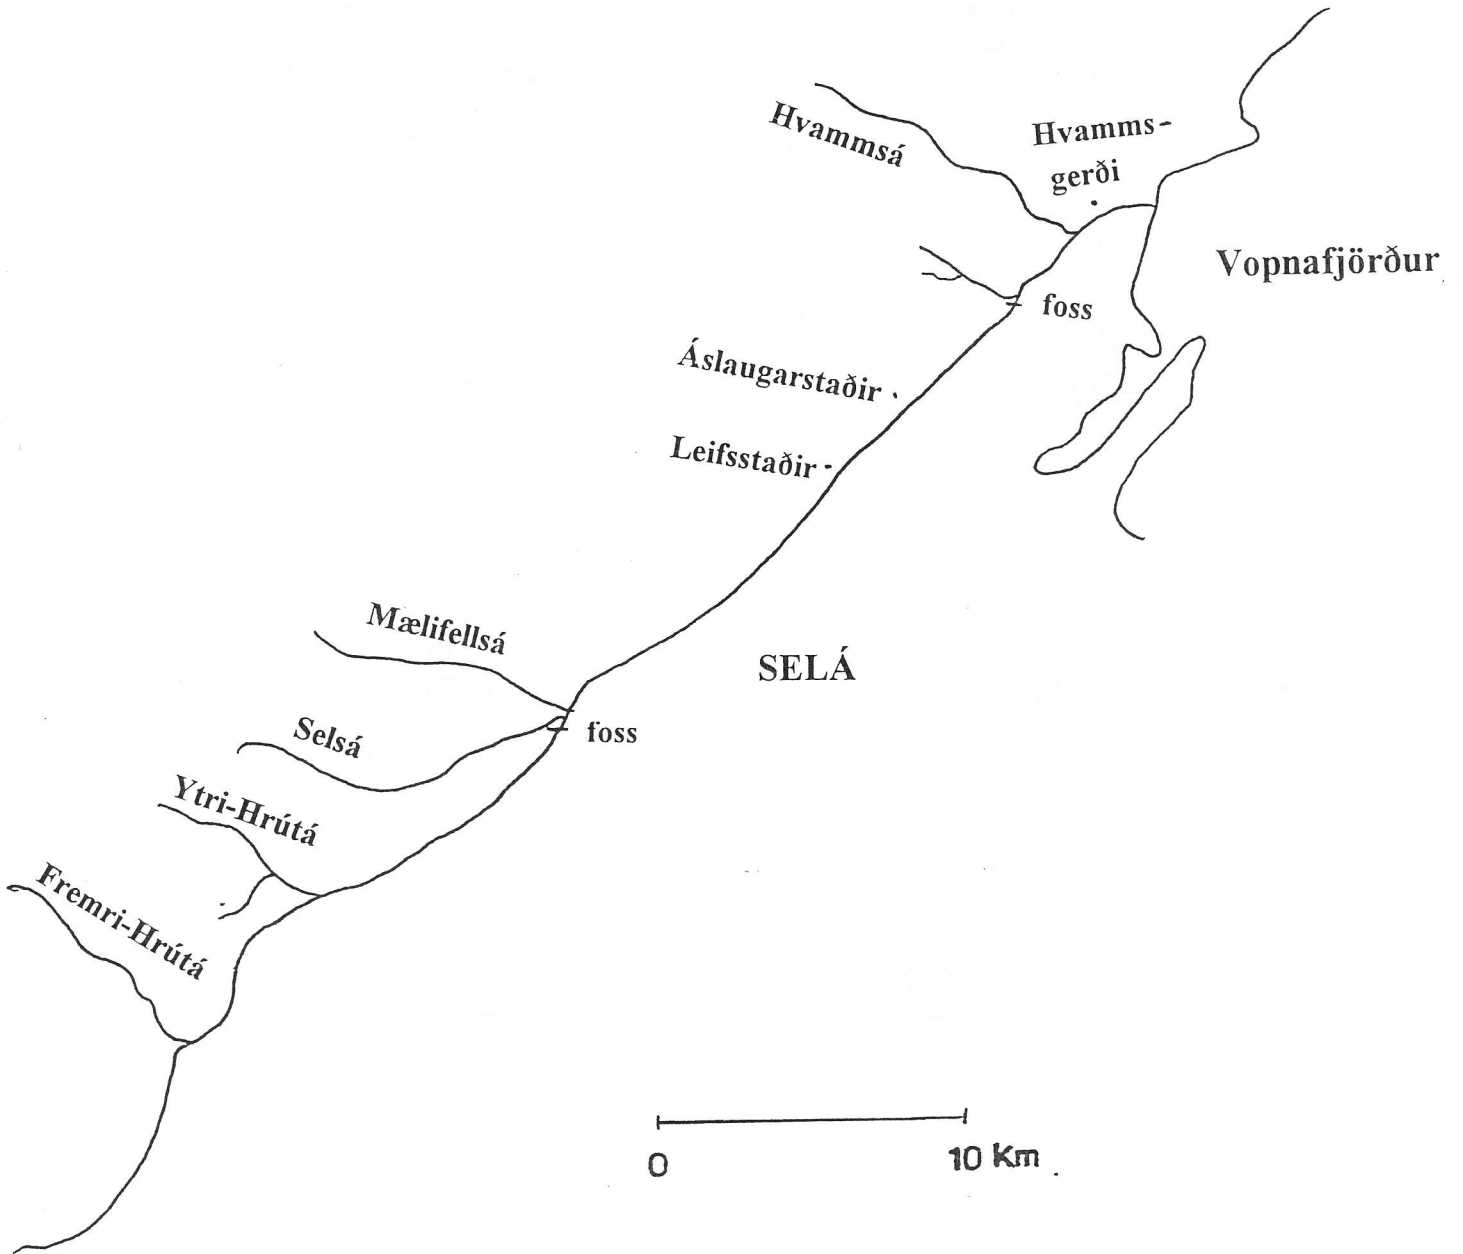 Hvammsá
Hvamms-
gerði
Vopnafjörður
foss
Áslaugarstaðir
Leifsstaðir
Mælifellsá
SELÁ
Selsá
foss
Ytri-Hrútá
Fremri-Hrútá
0
10 Km